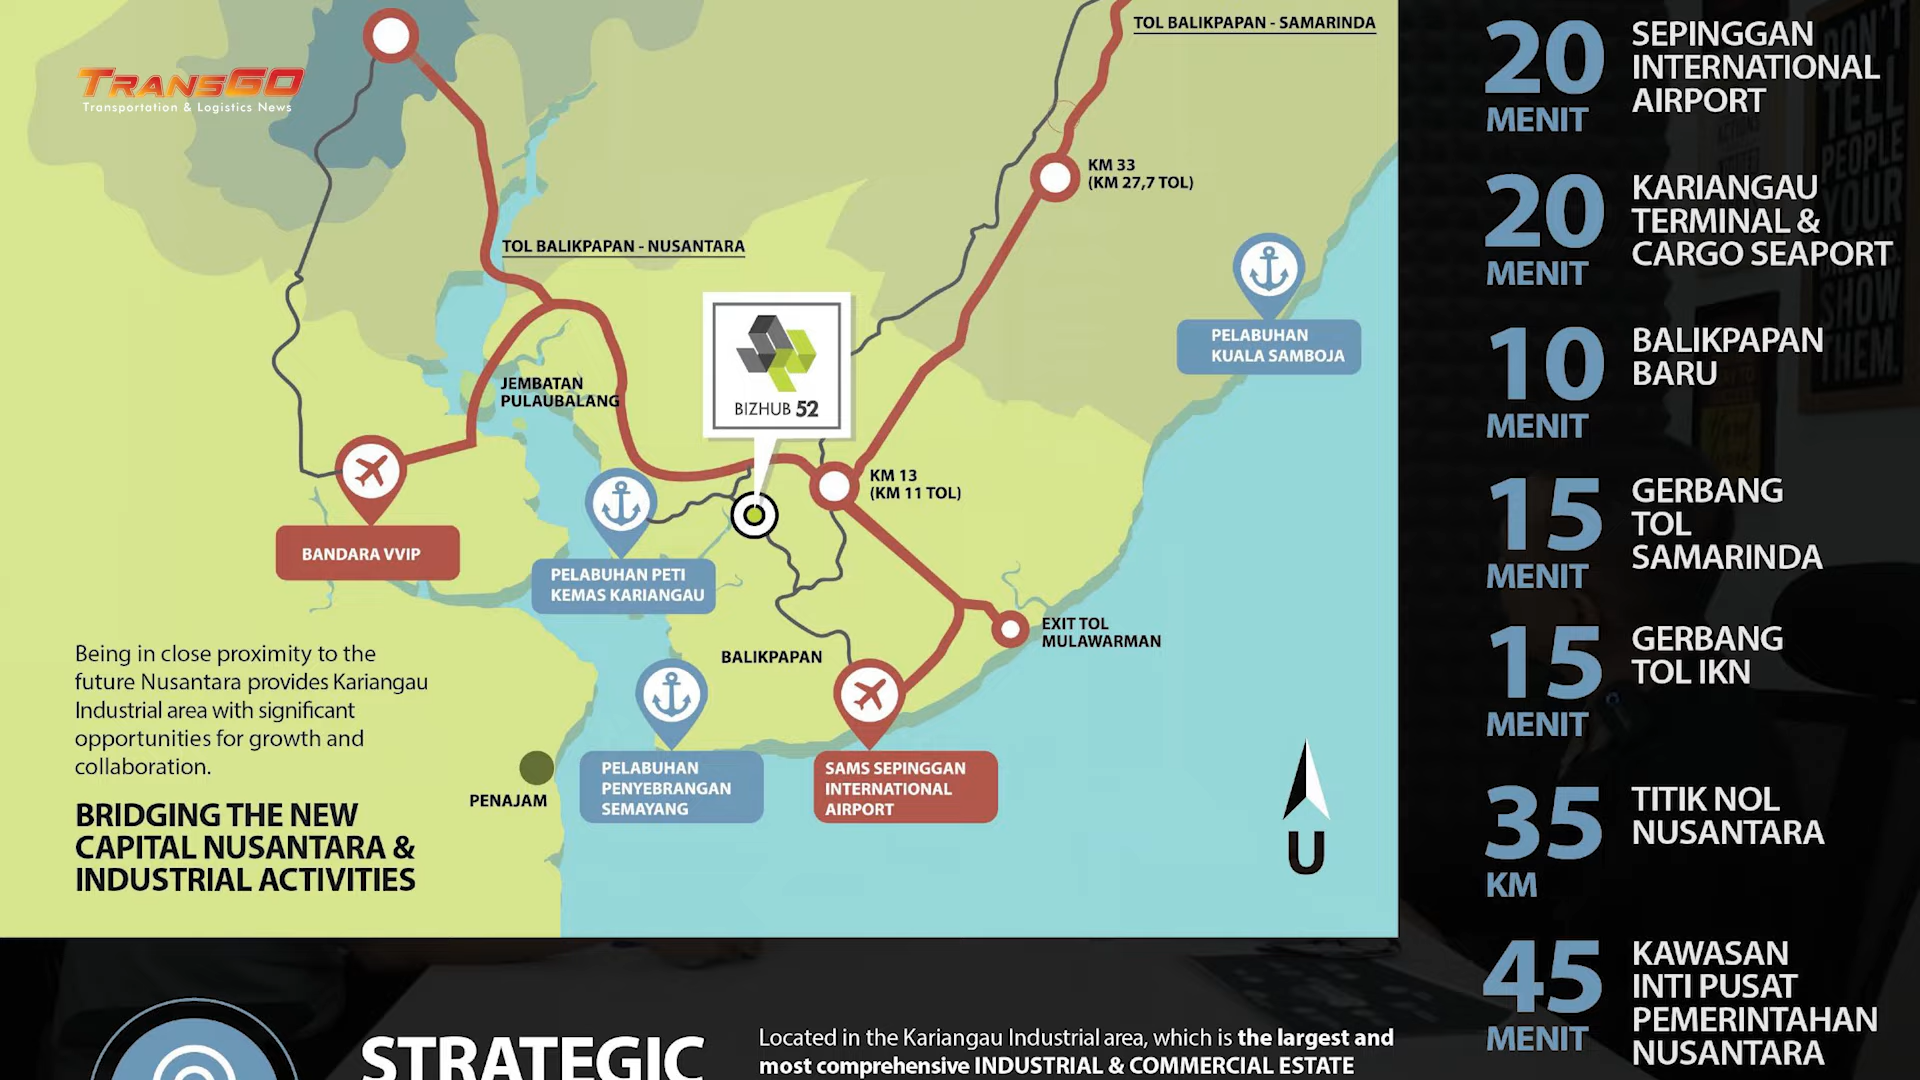 TRANSGO
Transportation & Logistics News
TOL BALIKPAPAN - SAMARINDA
KM 33
(KM 27,7 TOL)
TOL BALIKPAPAN - NUSANTARA
PELABUHAN
KUALA SAMBOJA
JEMBATAN
PULAUBALANG
BIZHUB 52
KM 13
(KM 11 TOL)
BANDARA VVIP
PELABUHAN PETI
KEMAS KARIANGAU
EXIT TOL
MULAWARMAN
BALIKPAPAN
Being in close proximity to the
future Nusantara provides Kariangau
Industrial area with significant
opportunities for growth and
collaboration.
PENAJAM
PELABUHAN
PENYEBRANGAN
SEMAYANG
SAMS SEPINGGAN
INTERNATIONAL
AIRPORT
BRIDGING THE NEW
CAPITAL NUSANTARA &
INDUSTRIAL ACTIVITIES
U
20
MENIT
SEPINGGAN
INTERNATIONAL
AIRPORT
20
MENIT
KARIANGAU
TERMINAL &
CARGO SEAPORT
10
MENIT
BALIKPAPAN
BARU
15
MENIT
GERBANG
TOL
SAMARINDA
15
MENIT
GERBANG
TOL IKN
35
KM
TITIK NOL
NUSANTARA
45
MENIT
KAWASAN
INTI PUSAT
PEMERINTAHAN
NUSANTARA
DON'T
TELL
PEOPLE
YOUR
SHOW
THEM.
STRATEGIC
Located in the Kariangau Industrial area, which is the largest and
most comprehensive INDUSTRIAL & COMMERCIAL ESTATE